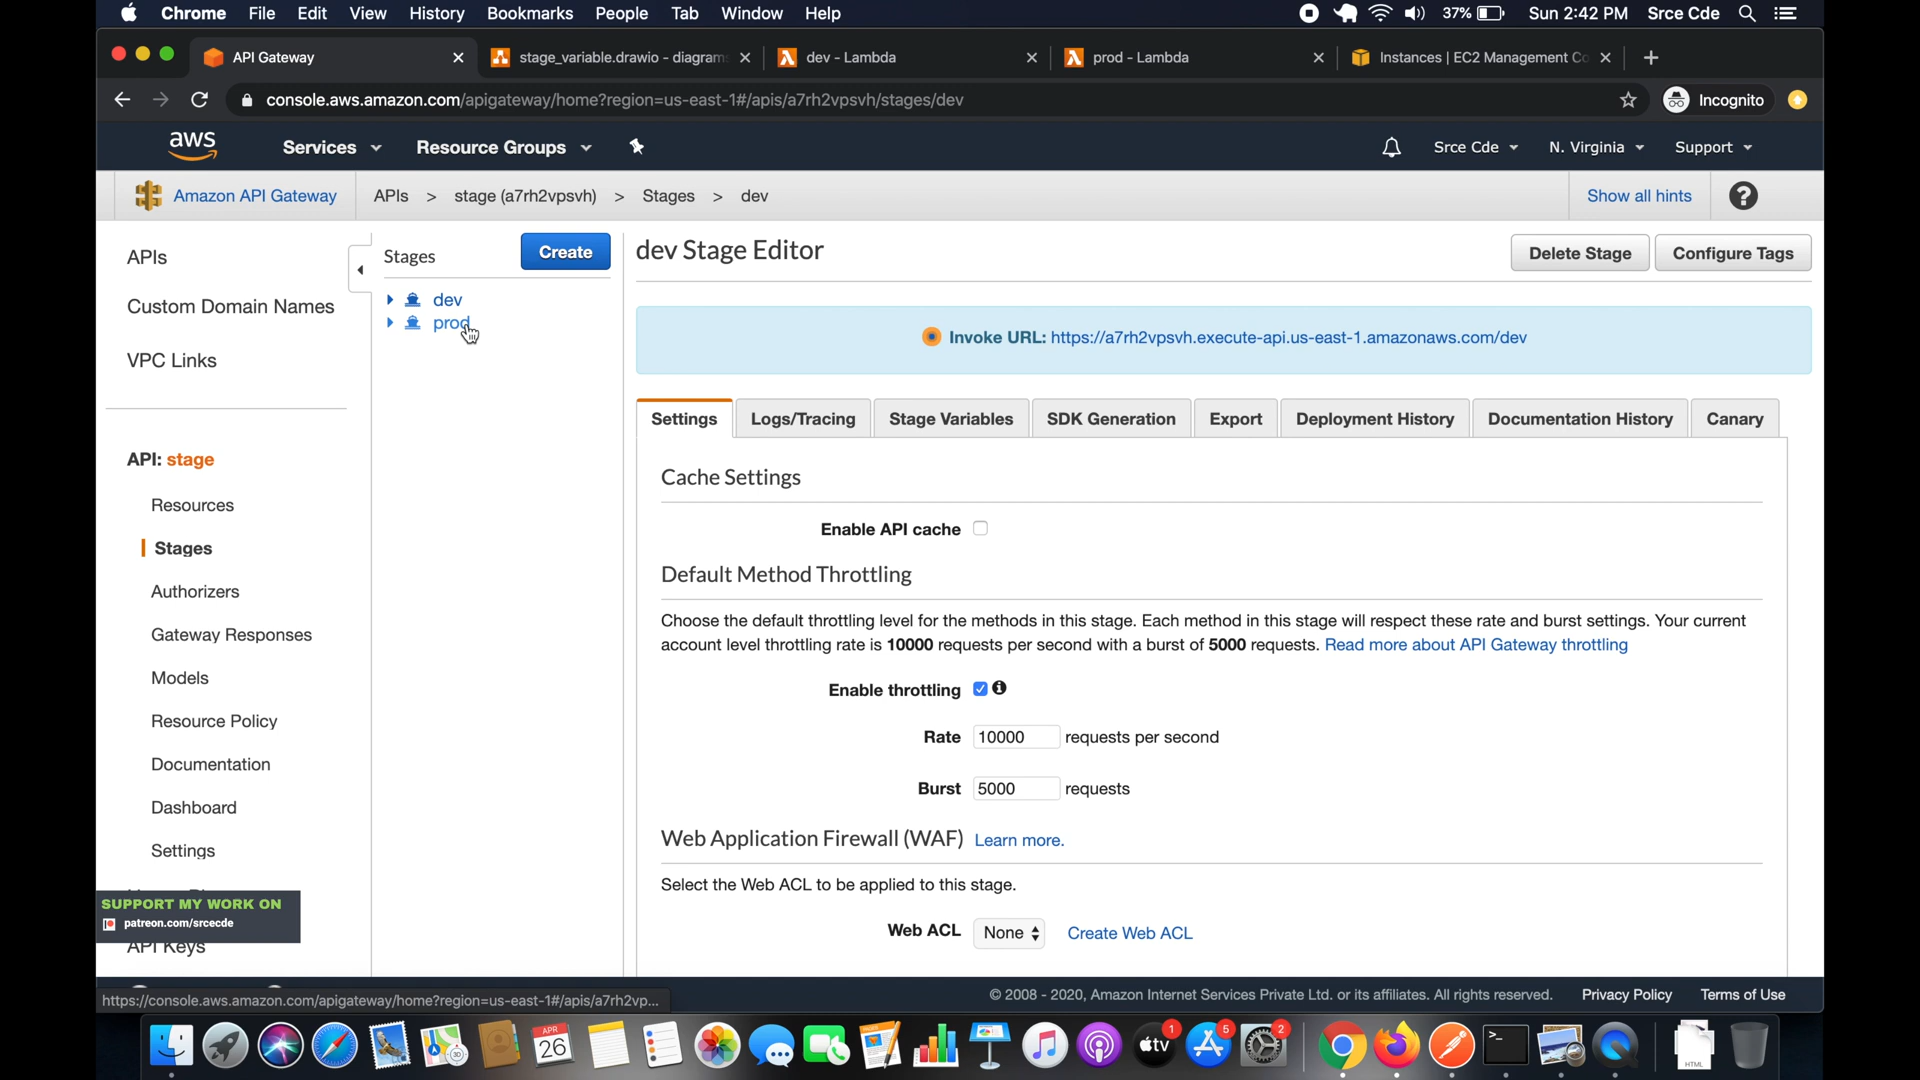 Chrome File Edit View History Bookmarks People Tab Window Help 37% Sun 2:42 PM Srce Cde
API Gateway stage_variable.drawio - diagrams dev - Lambda prod - Lambda Instances | EC2 Management Co
console.aws.amazon.com/apigateway/home?region=us-east-1#/apis/a7rh2vpsvh/stages/dev Incognito
aws Services Resource Groups Srce Cde N. Virginia Support
Amazon API Gateway APIs > stage (a7rh2vpsvh) > Stages > dev Show all hints ?
APIs
Custom Domain Names
VPC Links
API: stage
Resources
Stages
Authorizers
Gateway Responses
Models
Resource Policy
Documentation
Dashboard
Settings
SUPPORT MY WORK ON
patreon.com/srcecde
API Keys
Stages Create
dev
prod
dev Stage Editor Delete Stage Configure Tags
Invoke URL: https://a7rh2vpsvh.execute-api.us-east-1.amazonaws.com/dev
Settings Logs/Tracing Stage Variables SDK Generation Export Deployment History Documentation History Canary
Cache Settings
Enable API cache
Default Method Throttling
Choose the default throttling level for the methods in this stage. Each method in this stage will respect these rate and burst settings. Your current
account level throttling rate is 10000 requests per second with a burst of 5000 requests. Read more about API Gateway throttling
Enable throttling
Rate 10000 requests per second
Burst 5000 requests
Web Application Firewall (WAF) Learn more.
Select the Web ACL to be applied to this stage.
Web ACL None Create Web ACL
https://console.aws.amazon.com/apigateway/home?region=us-east-1#/apis/a7rh2vp...
© 2008 - 2020, Amazon Internet Services Private Ltd. or its affiliates. All rights reserved. Privacy Policy Terms of Use
APR 26 30 tv 1 5 2 HTML